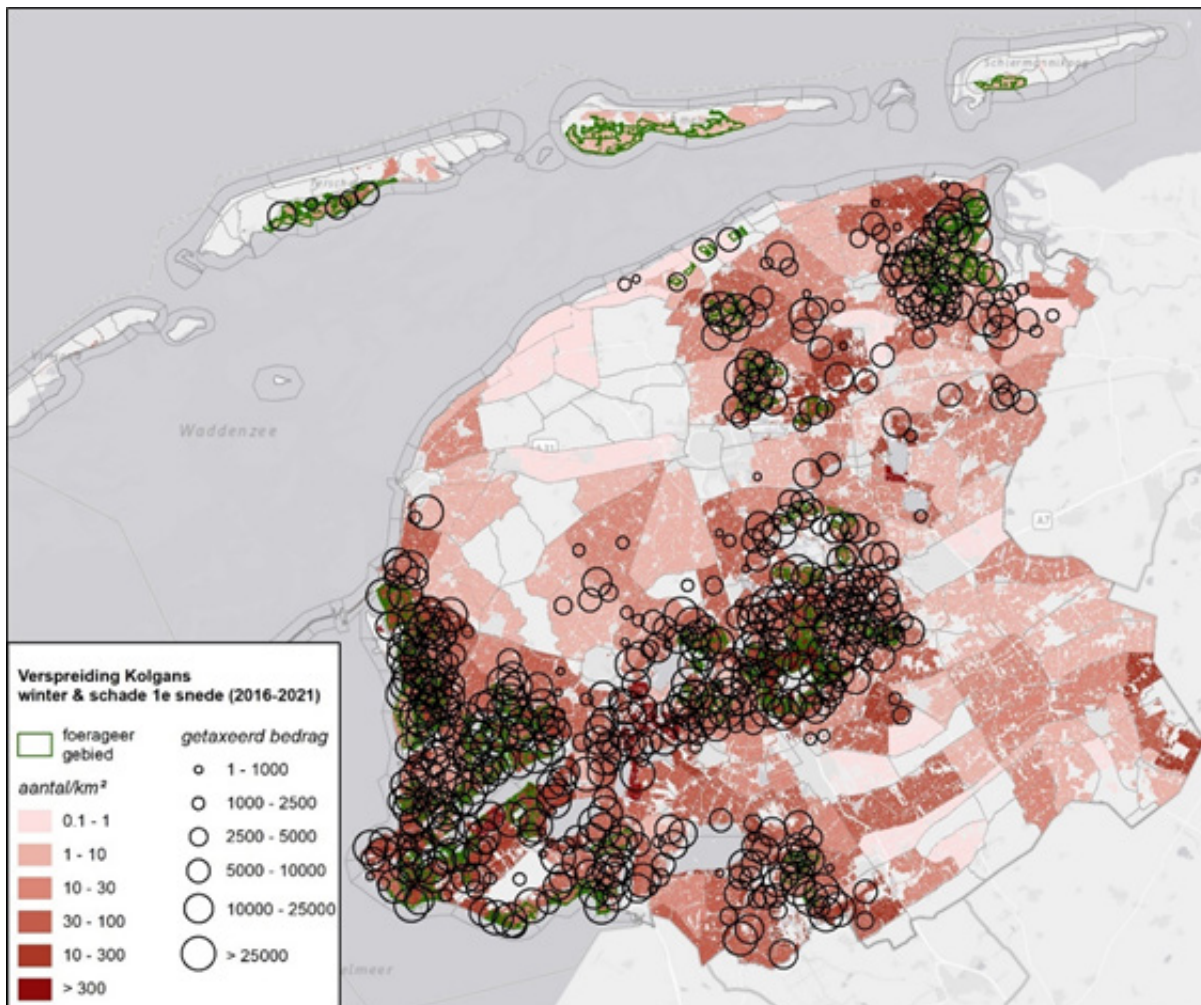 Schiermonnikoog
Waddenzee
A31
A7
Verspreiding Kolgans
winter & schade 1e snede (2016-2021)
foerageer
gebied
getaxeerd bedrag
1 - 1000
1000 - 2500
2500 - 5000
5000 - 10000
10000 - 25000
> 25000
aantal/km²
0.1 - 1
1 - 10
10 - 30
30 - 100
10 - 300
> 300
elmeer